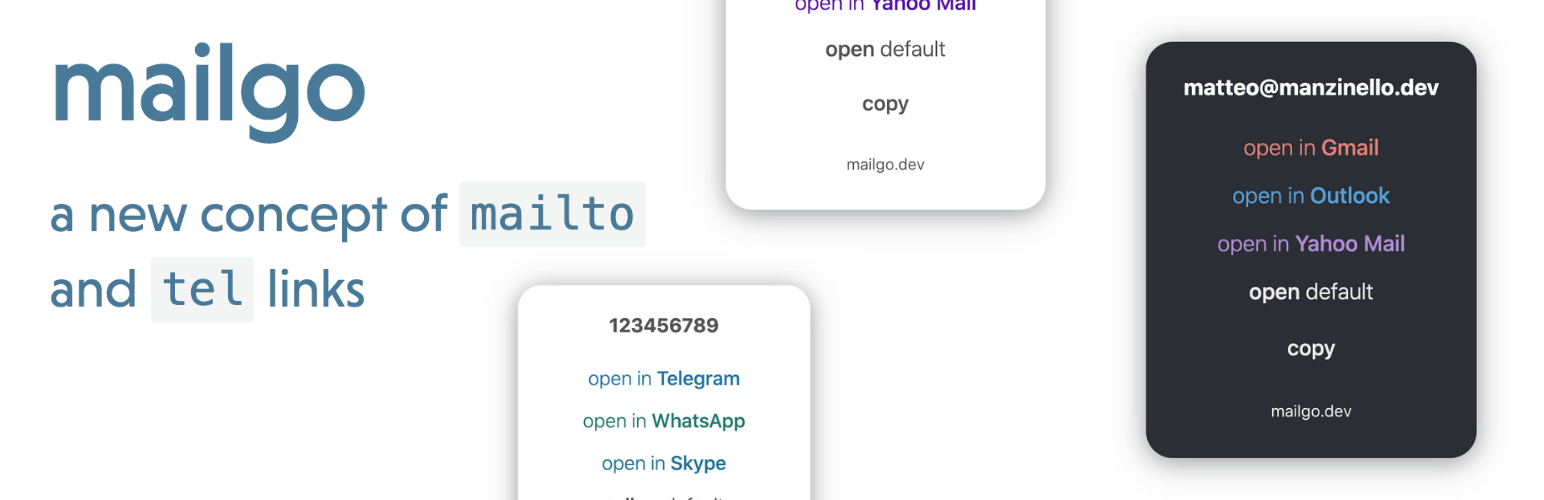 mailgo
a new concept of mailto
and tel links
open in Yahoo Mail
open default
copy
mailgo.dev
123456789
open in Telegram
open in WhatsApp
open in Skype
matteo@manzinello.dev
open in Gmail
open in Outlook
open in Yahoo Mail
open default
copy
mailgo.dev